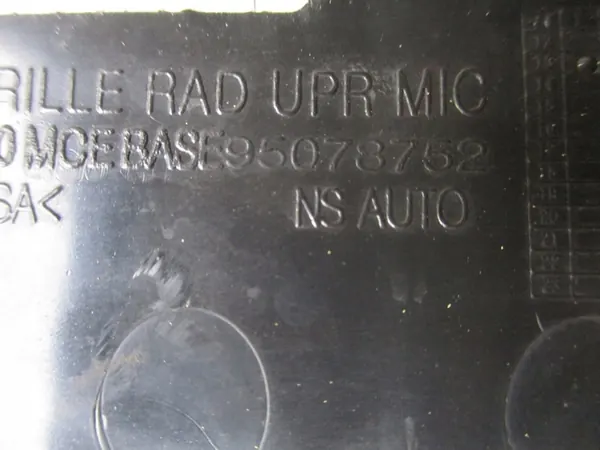 RILLE RAD UPR MIC
0 MCE BASE95078752
SA<
NS AUTO